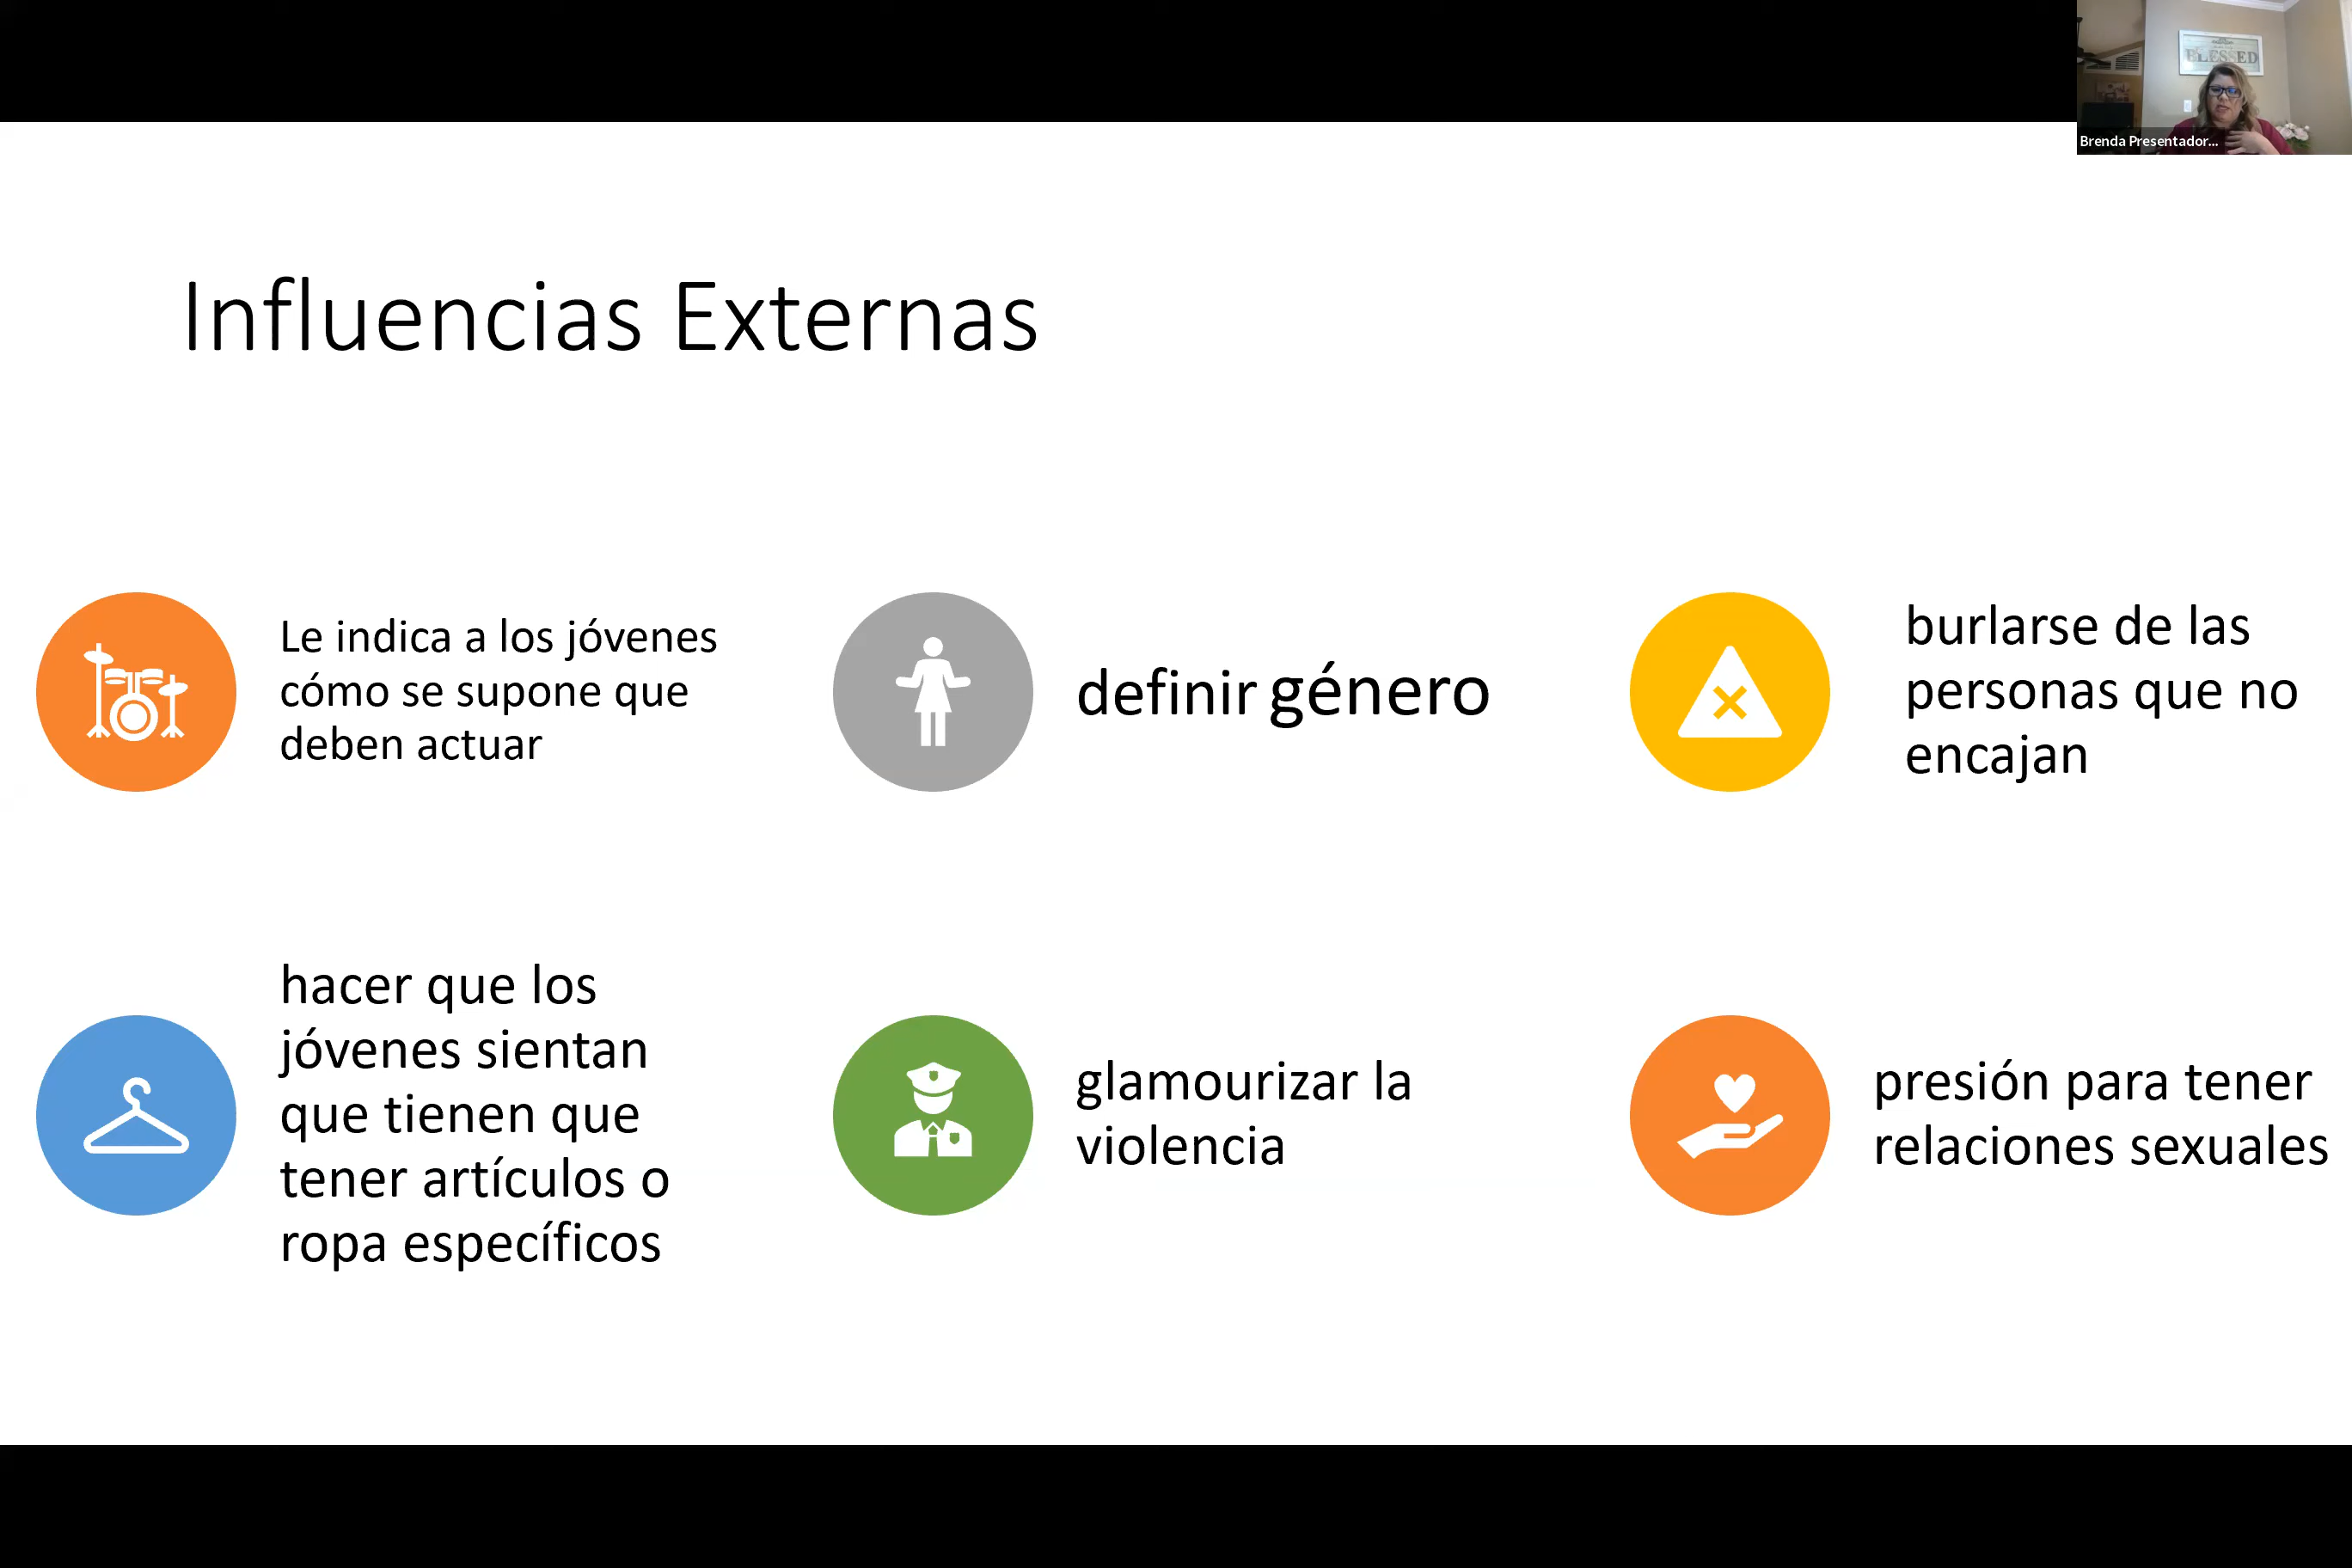 BLESSED
Brenda Presentador...
Influencias Externas
Le indica a los jóvenes
cómo se supone que
deben actuar
definir género
burlarse de las
personas que no
encajan
hacer que los
jóvenes sientan
que tienen que
tener artículos o
ropa específicos
glamourizar la
violencia
presión para tener
relaciones sexuales